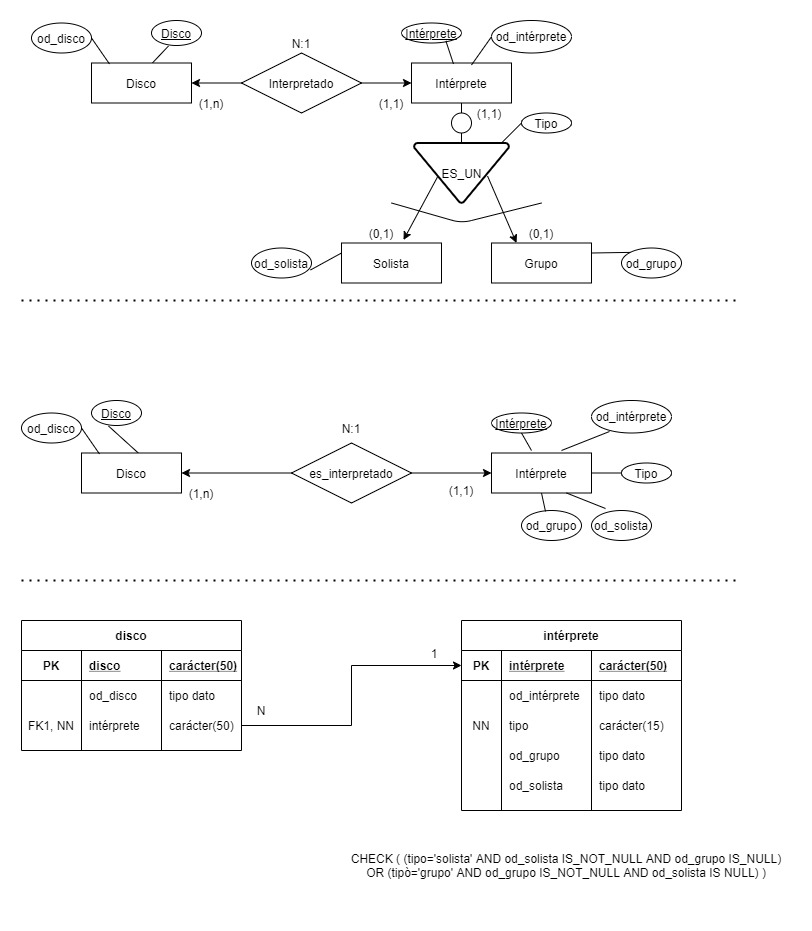 od_disco
Disco
N:1
Intérprete
od_intérprete
Disco
Interpretado
Intérprete
(1,n)
(1,1)
(1,1)
Tipo
ES_UN
(0,1)
(0,1)
od_solista
Solista
Grupo
od_grupo
od_disco
Disco
N:1
Intérprete
od_intérprete
Disco
es_interpretado
Intérprete
Tipo
(1,n)
(1,1)
od_grupo
od_solista
disco
PK disco carácter(50)
od_disco tipo dato
FK1, NN intérprete carácter(50)
N
1
intérprete
PK intérprete carácter(50)
od_intérprete tipo dato
NN tipo carácter(15)
od_grupo tipo dato
od_solista tipo dato
CHECK ( (tipo='solista' AND od_solista IS_NOT_NULL AND od_grupo IS_NULL)
OR (tipò='grupo' AND od_grupo IS_NOT_NULL AND od_solista IS NULL) )